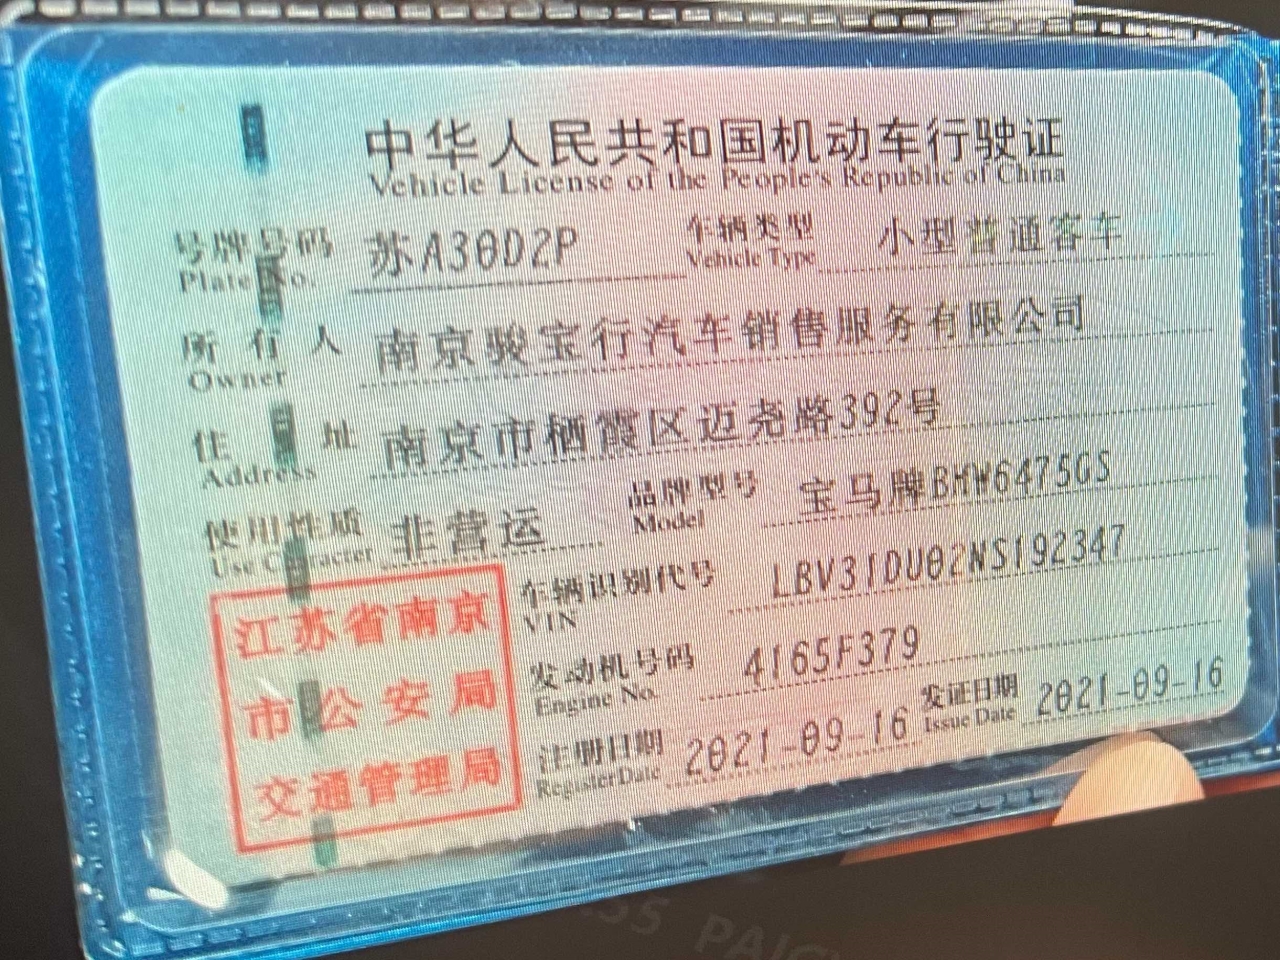 中华人民共和国机动车行驶证
Vehicle License of the People's Republic of China
号牌号码 苏A30D2P 车辆类型 小型普通客车
Plate No. Vehicle Type
所有人 南京骏宝行汽车销售服务有限公司
Owner
住址 南京市栖霞区迈尧路392号
Address
使用性质 非营运 品牌型号 宝马牌BMW6475GS
Use Character Model
车辆识别代号 LBV31DU02NS192347
VIN
发动机号码 4165F379
Engine No.
注册日期 2021-09-16 发证日期 2021-09-16
Register Date Issue Date
江苏省南京
市公安局
交通管理局